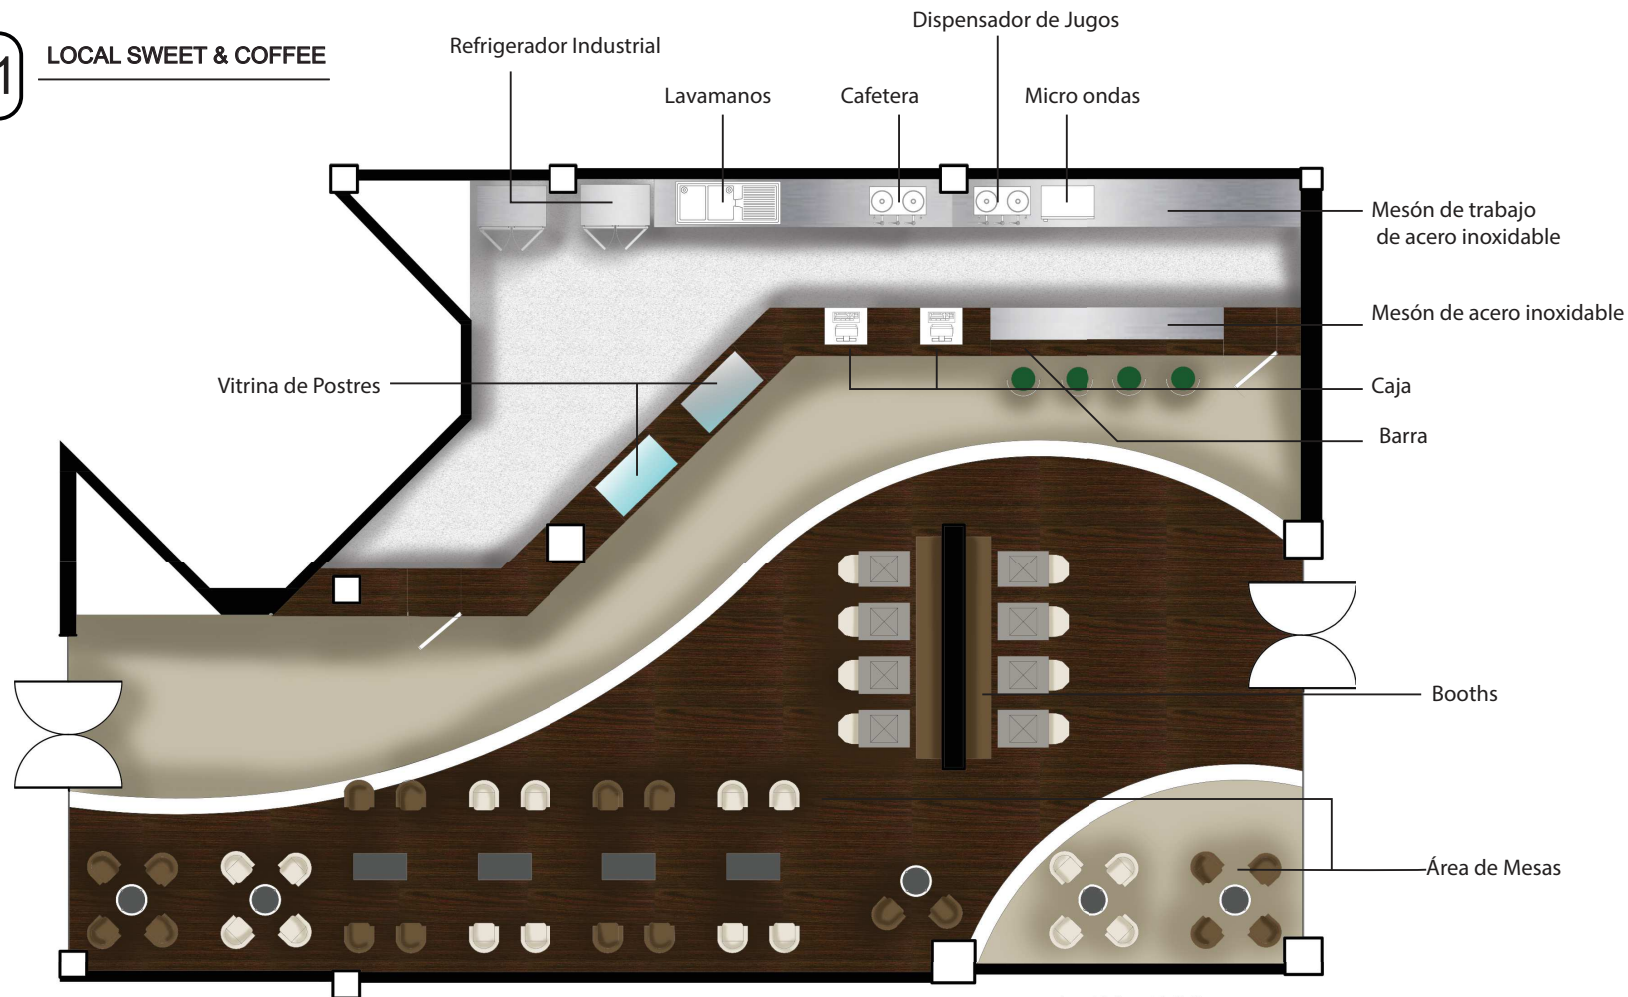 1
LOCAL SWEET & COFFEE
Dispensador de Jugos
Refrigerador Industrial
Lavamanos
Cafetera
Micro ondas
Mesón de trabajo
de acero inoxidable
Mesón de acero inoxidable
Vitrina de Postres
Caja
Barra
Booths
Área de Mesas